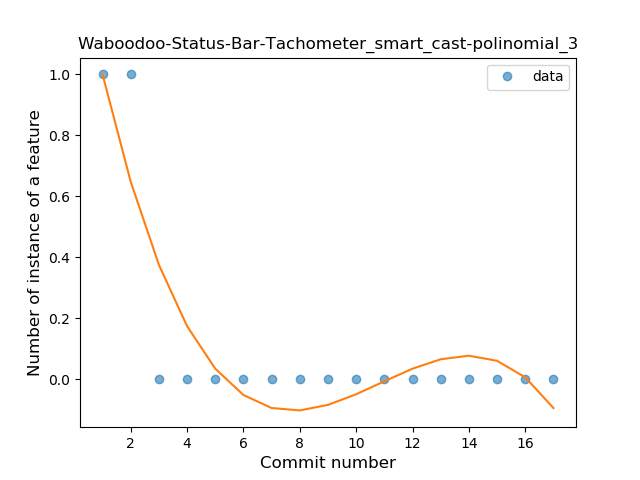 Waboodoo-Status-Bar-Tachometer_smart_cast-polinomial_3
data
Number of instance of a feature
1.0
0.8
0.6
0.4
0.2
0.0
2 4 6 8 10 12 14 16
Commit number